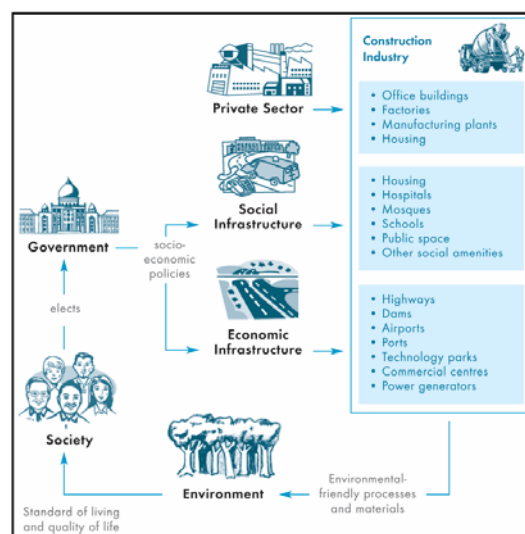 Construction
Industry
Private Sector
• Office buildings
• Factories
• Manufacturing plants
• Housing
Social
Infrastructure
• Housing
• Hospitals
• Mosques
• Schools
• Public space
• Other social amenities
Government
socio-
economic
policies
Economic
Infrastructure
• Highways
• Dams
• Airports
• Ports
• Technology parks
• Commercial centres
• Power generators
elects
Society
Environment
Environmental-
friendly processes
and materials
Standard of living
and quality of life